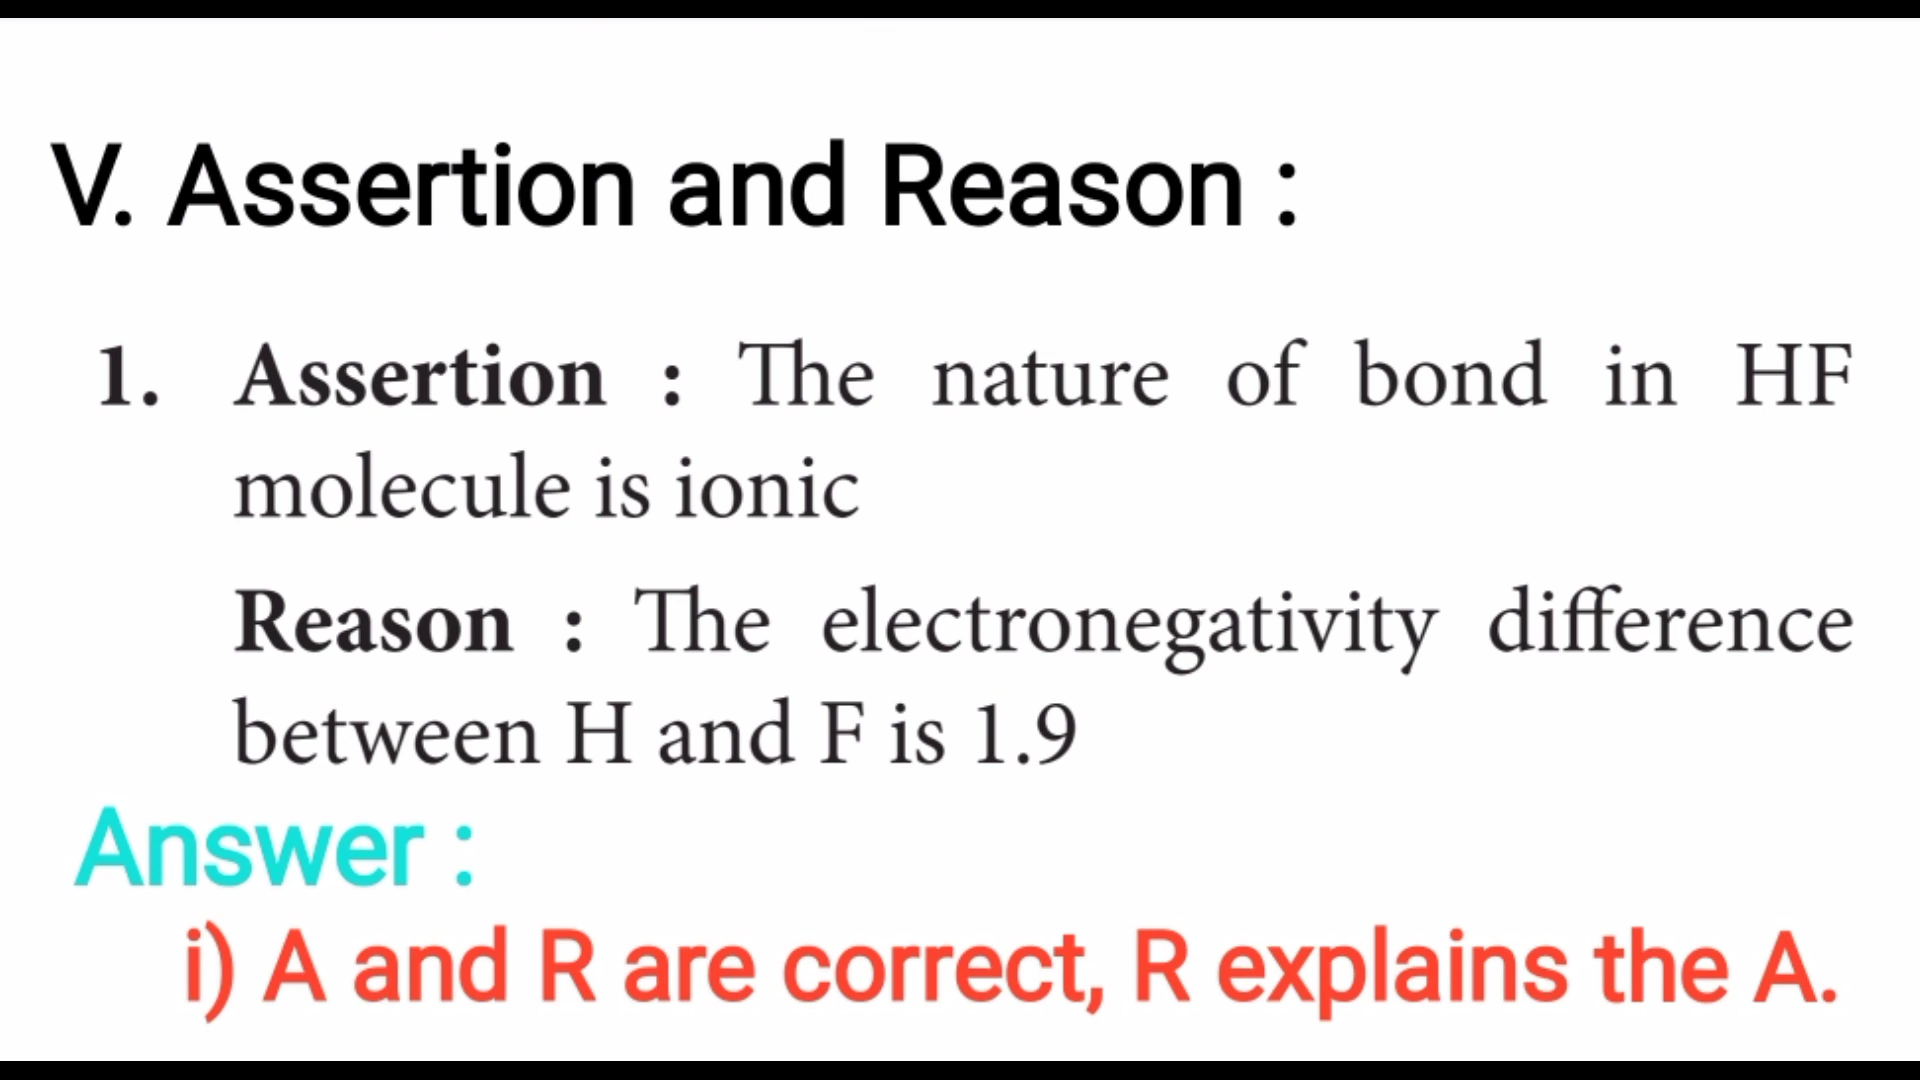 V. Assertion and Reason :
1. Assertion : The nature of bond in HF
molecule is ionic
Reason : The electronegativity difference
between H and F is 1.9
Answer :
i) A and R are correct, R explains the A.